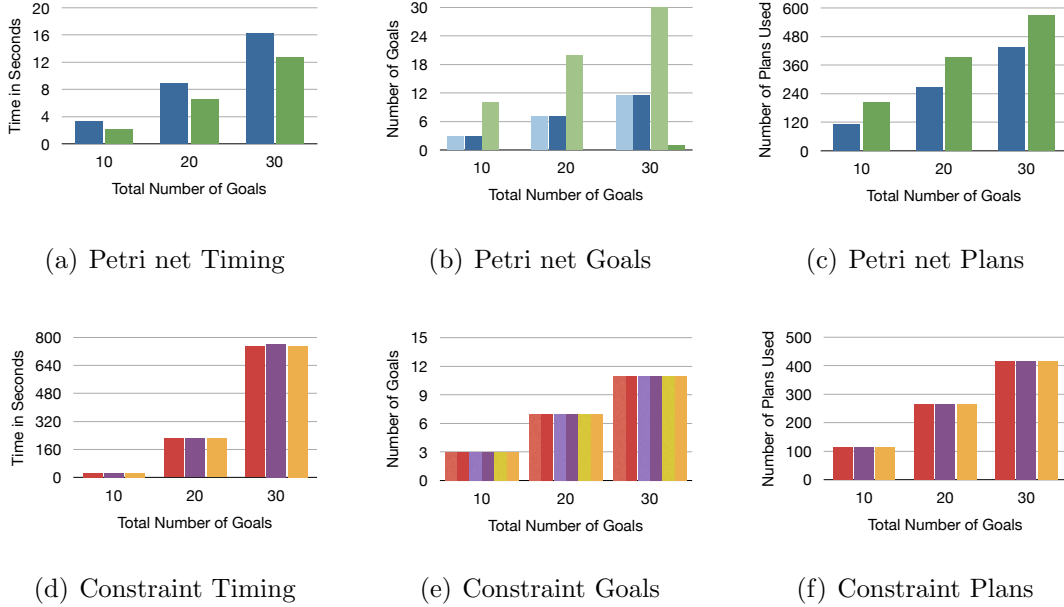 Time in Seconds
20
16
12
8
4
0
10 20 30
Total Number of Goals
(a) Petri net Timing
Number of Goals
30
24
18
12
6
0
10 20 30
Total Number of Goals
(b) Petri net Goals
Number of Plans Used
600
480
360
240
120
0
10 20 30
Total Number of Goals
(c) Petri net Plans
Time in Seconds
800
640
480
320
160
0
10 20 30
Total Number of Goals
(d) Constraint Timing
Number of Goals
15
12
9
6
3
0
10 20 30
Total Number of Goals
(e) Constraint Goals
Number of Plans Used
500
400
300
200
100
0
10 20 30
Total Number of Goals
(f) Constraint Plans